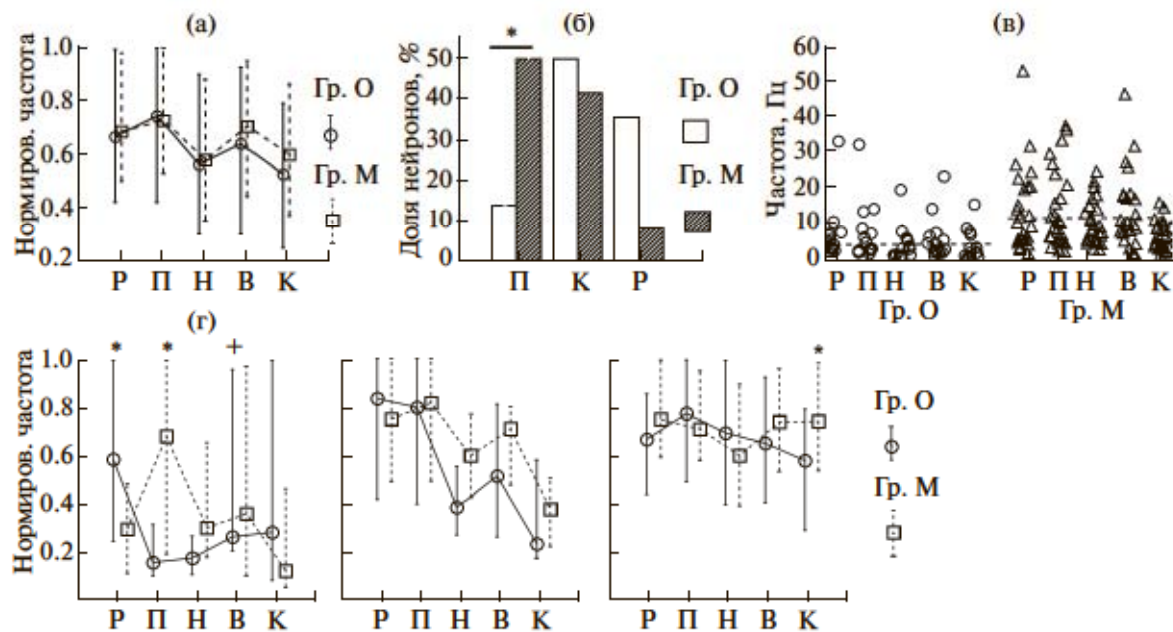 (а)
Нормиров. частота
1.0
0.8
0.6
0.4
0.2
Р П Н В К
Гр. О
Гр. М
(б)
Доля нейронов, %
50
40
30
20
10
0
*
П К Р
Гр. О
Гр. М
(в)
Частота, Гц
60
50
40
30
20
10
0
Р П Н В К Р П Н В К
Гр. О Гр. М
(г)
Нормиров. частота
1.0
0.8
0.6
0.4
0.2
* * +
Р П Н В К
Р П Н В К
*
Р П Н В К
Гр. О
Гр. М